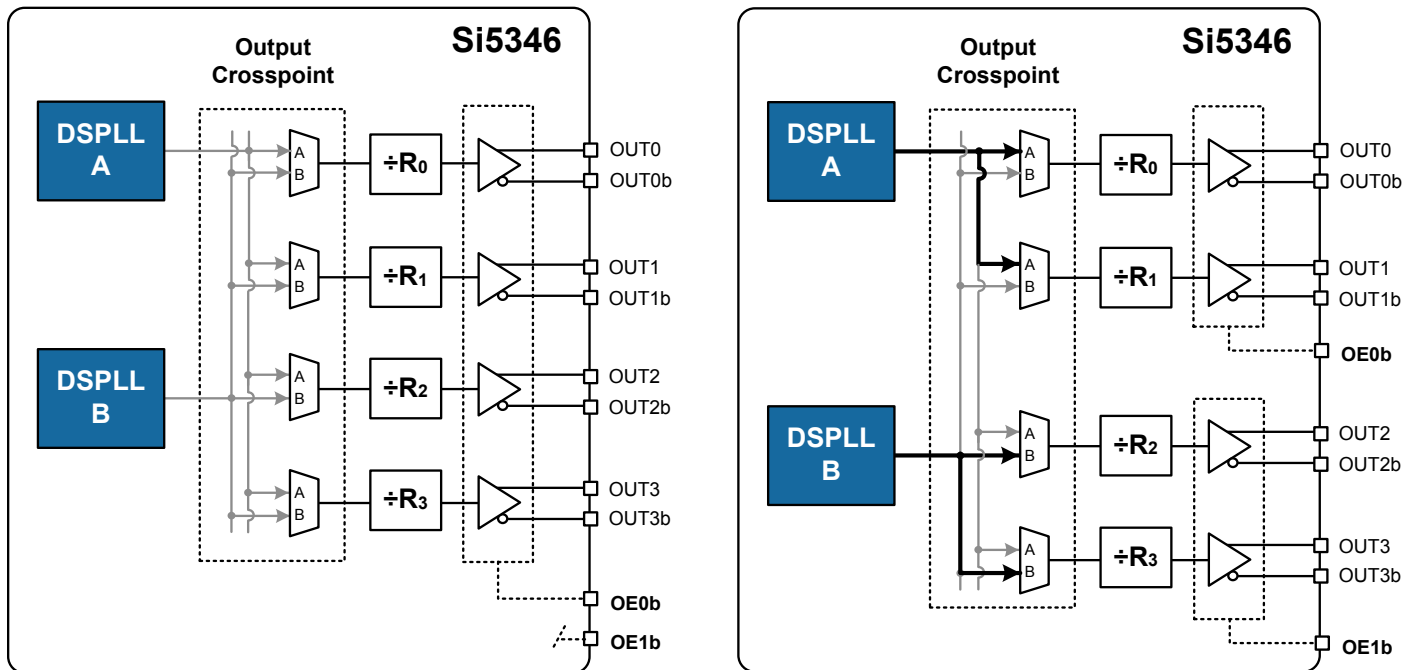 Si5346
Output
Crosspoint
DSPLL
A
A
B
÷R0
OUT0
OUT0b
A
B
÷R1
OUT1
OUT1b
DSPLL
B
A
B
÷R2
OUT2
OUT2b
A
B
÷R3
OUT3
OUT3b
OE0b
OE1b
Si5346
Output
Crosspoint
DSPLL
A
A
B
÷R0
OUT0
OUT0b
A
B
÷R1
OUT1
OUT1b
OE0b
DSPLL
B
A
B
÷R2
OUT2
OUT2b
A
B
÷R3
OUT3
OUT3b
OE1b